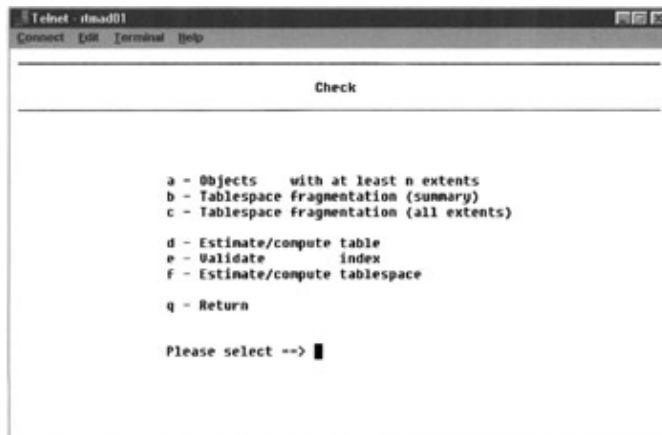 Telnet - itmad01
Connect Edit Terminal Help
Check
a - Objects with at least n extents
b - Tablespace fragmentation (summary)
c - Tablespace fragmentation (all extents)
d - Estimate/compute table
e - Validate index
f - Estimate/compute tablespace
q - Return
Please select -->